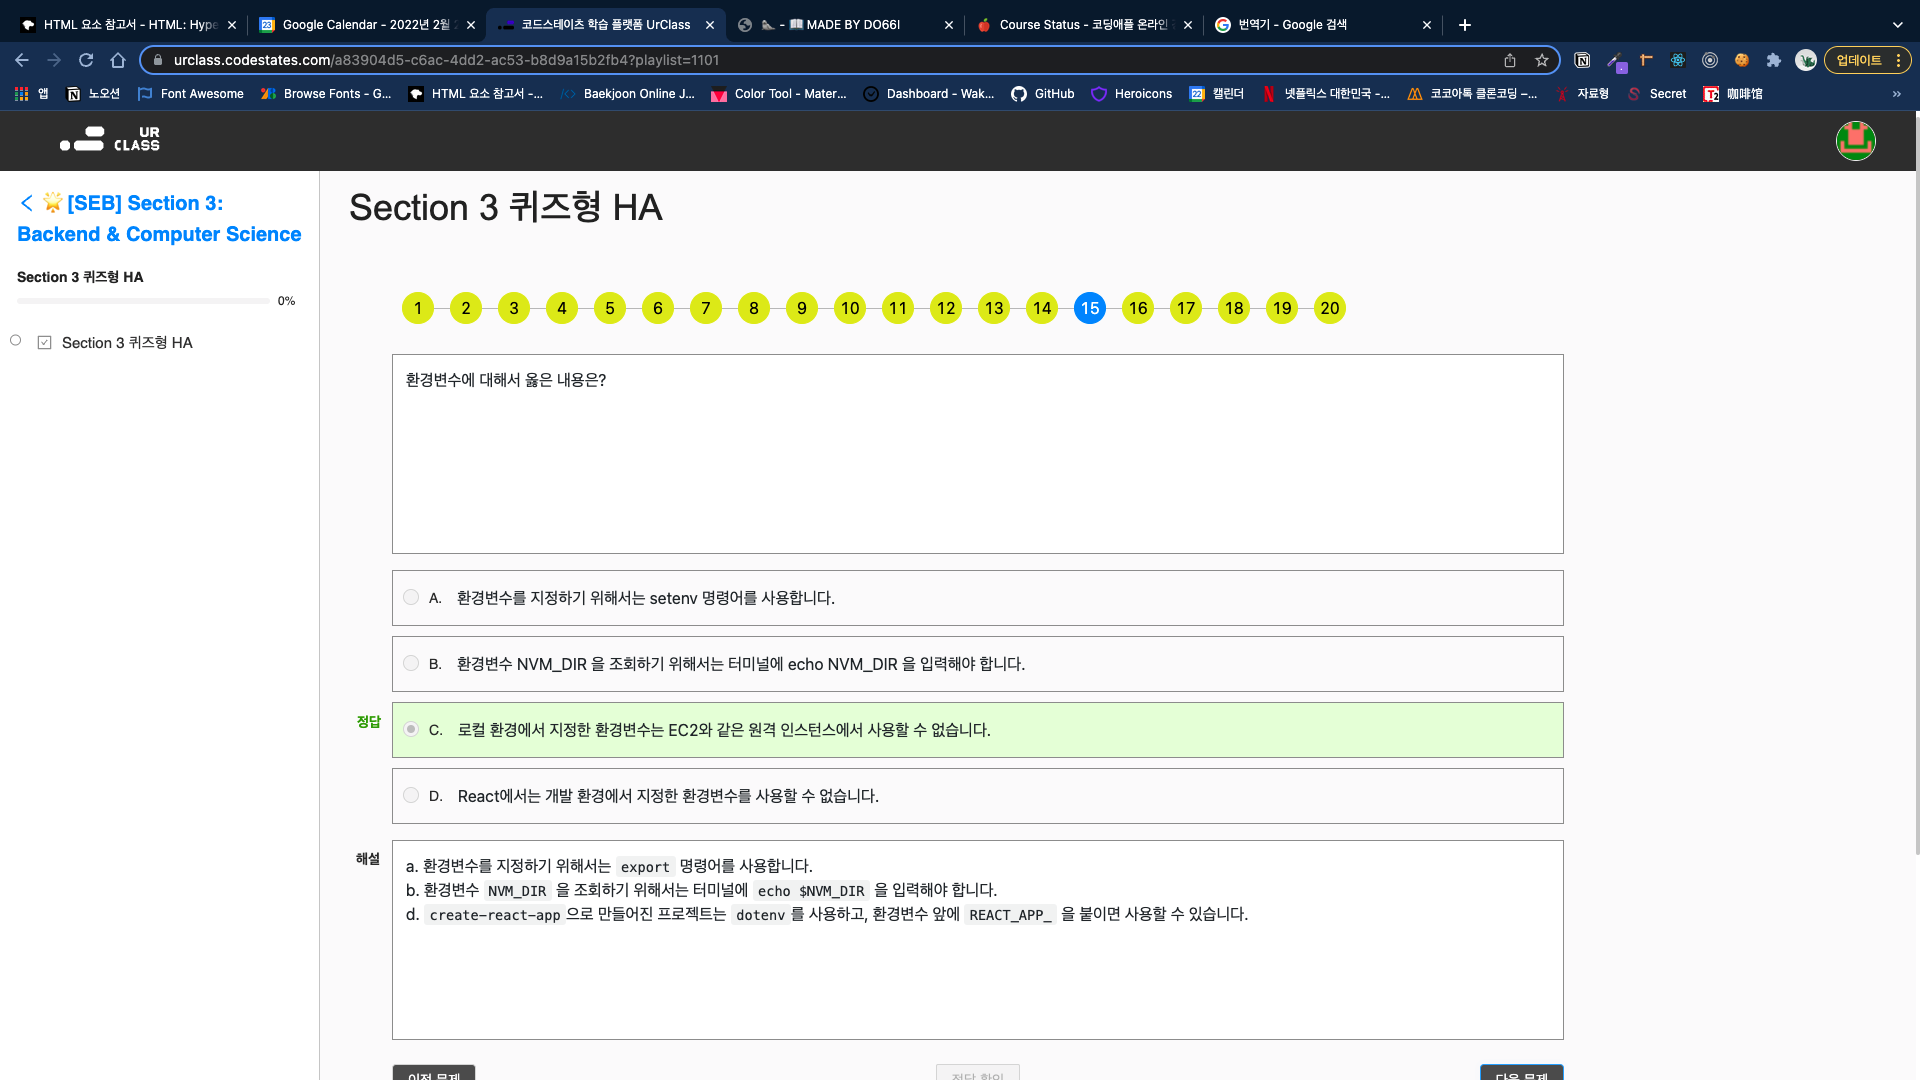 HTML 요소 참고서 - HTML: Hype
Google Calendar - 2022년 2월
코드스테이츠 학습 플랫폼 UrClass
- MADE BY DO66I
Course Status - 코딩애플 온라인
번역기 - Google 검색
urclass.codestates.com/a83904d5-c6ac-4dd2-ac53-b8d9a15b2fb4?playlist=1101
업데이트
앱
노오션
Font Awesome
Browse Fonts - G...
HTML 요소 참고서 -...
Baekjoon Online J...
Color Tool - Mater...
Dashboard - Wak...
GitHub
Heroicons
캘린더
넷플릭스 대한민국 -...
코코아톡 클론코딩 –...
자료형
Secret
咖啡馆
UR
CLASS
[SEB] Section 3:
Backend & Computer Science
Section 3 퀴즈형 HA
0%
Section 3 퀴즈형 HA
Section 3 퀴즈형 HA
1 2 3 4 5 6 7 8 9 10 11 12 13 14 15 16 17 18 19 20
환경변수에 대해서 옳은 내용은?
A. 환경변수를 지정하기 위해서는 setenv 명령어를 사용합니다.
B. 환경변수 NVM_DIR 을 조회하기 위해서는 터미널에 echo NVM_DIR 을 입력해야 합니다.
정답
C. 로컬 환경에서 지정한 환경변수는 EC2와 같은 원격 인스턴스에서 사용할 수 없습니다.
D. React에서는 개발 환경에서 지정한 환경변수를 사용할 수 없습니다.
해설
a. 환경변수를 지정하기 위해서는 export 명령어를 사용합니다.
b. 환경변수 NVM_DIR 을 조회하기 위해서는 터미널에 echo $NVM_DIR 을 입력해야 합니다.
d. create-react-app 으로 만들어진 프로젝트는 dotenv 를 사용하고, 환경변수 앞에 REACT_APP_ 을 붙이면 사용할 수 있습니다.
이전 문제
정답 확인
다음 문제